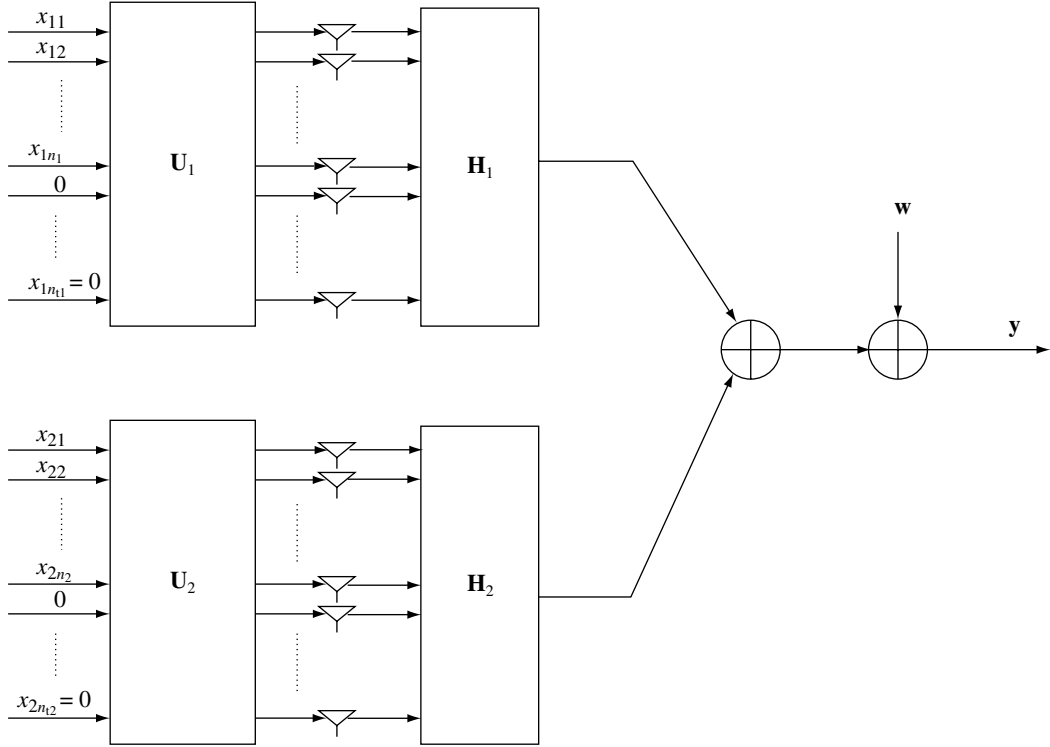 x₁₁
x₁₂
x₁ₙ₁
0
x₁ₙₜ₁ = 0
U₁
H₁
w
y
x₂₁
x₂₂
x₂ₙ₂
0
x₂ₙₜ₂ = 0
U₂
H₂